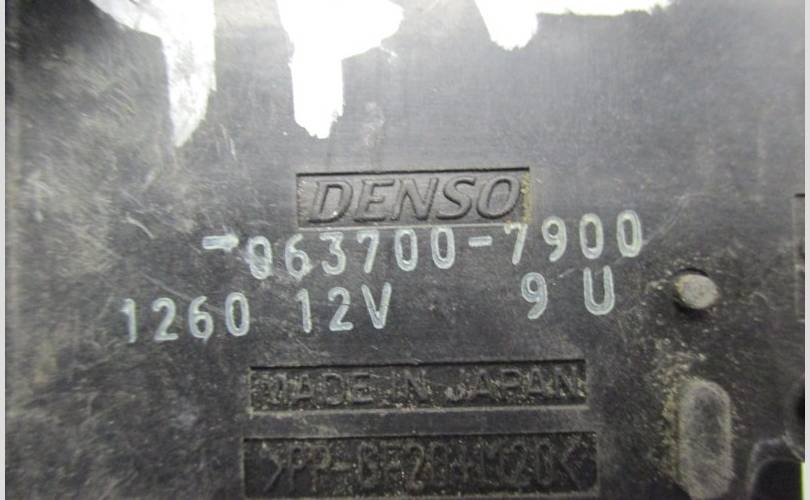 DENSO
063700-7900
1260 12V 9 U
MADE IN JAPAN